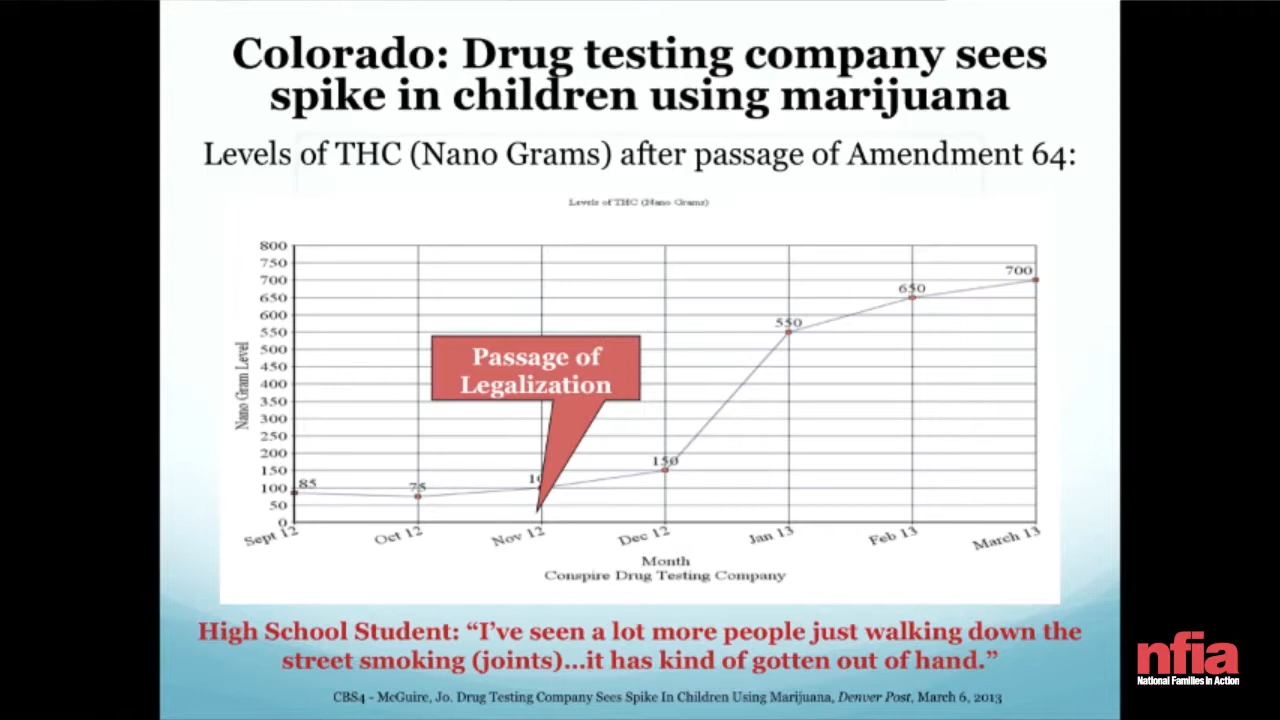 Colorado: Drug testing company sees
spike in children using marijuana
Levels of THC (Nano Grams) after passage of Amendment 64:
Levels of THC (Nano Grams)
Nano Gram Level
800
750
700
650
600
550
500
450
400
350
300
250
200
150
100
50
0
85
75
10
150
550
650
700
Passage of
Legalization
Sept 12
Oct 12
Nov 12
Dec 12
Jan 13
Feb 13
March 13
Month
Conspire Drug Testing Company
High School Student: “I’ve seen a lot more people just walking down the
street smoking (joints)…it has kind of gotten out of hand.”
CBS4 - McGuire, Jo. Drug Testing Company Sees Spike In Children Using Marijuana, Denver Post, March 6, 2013
nfia
National Families in Action